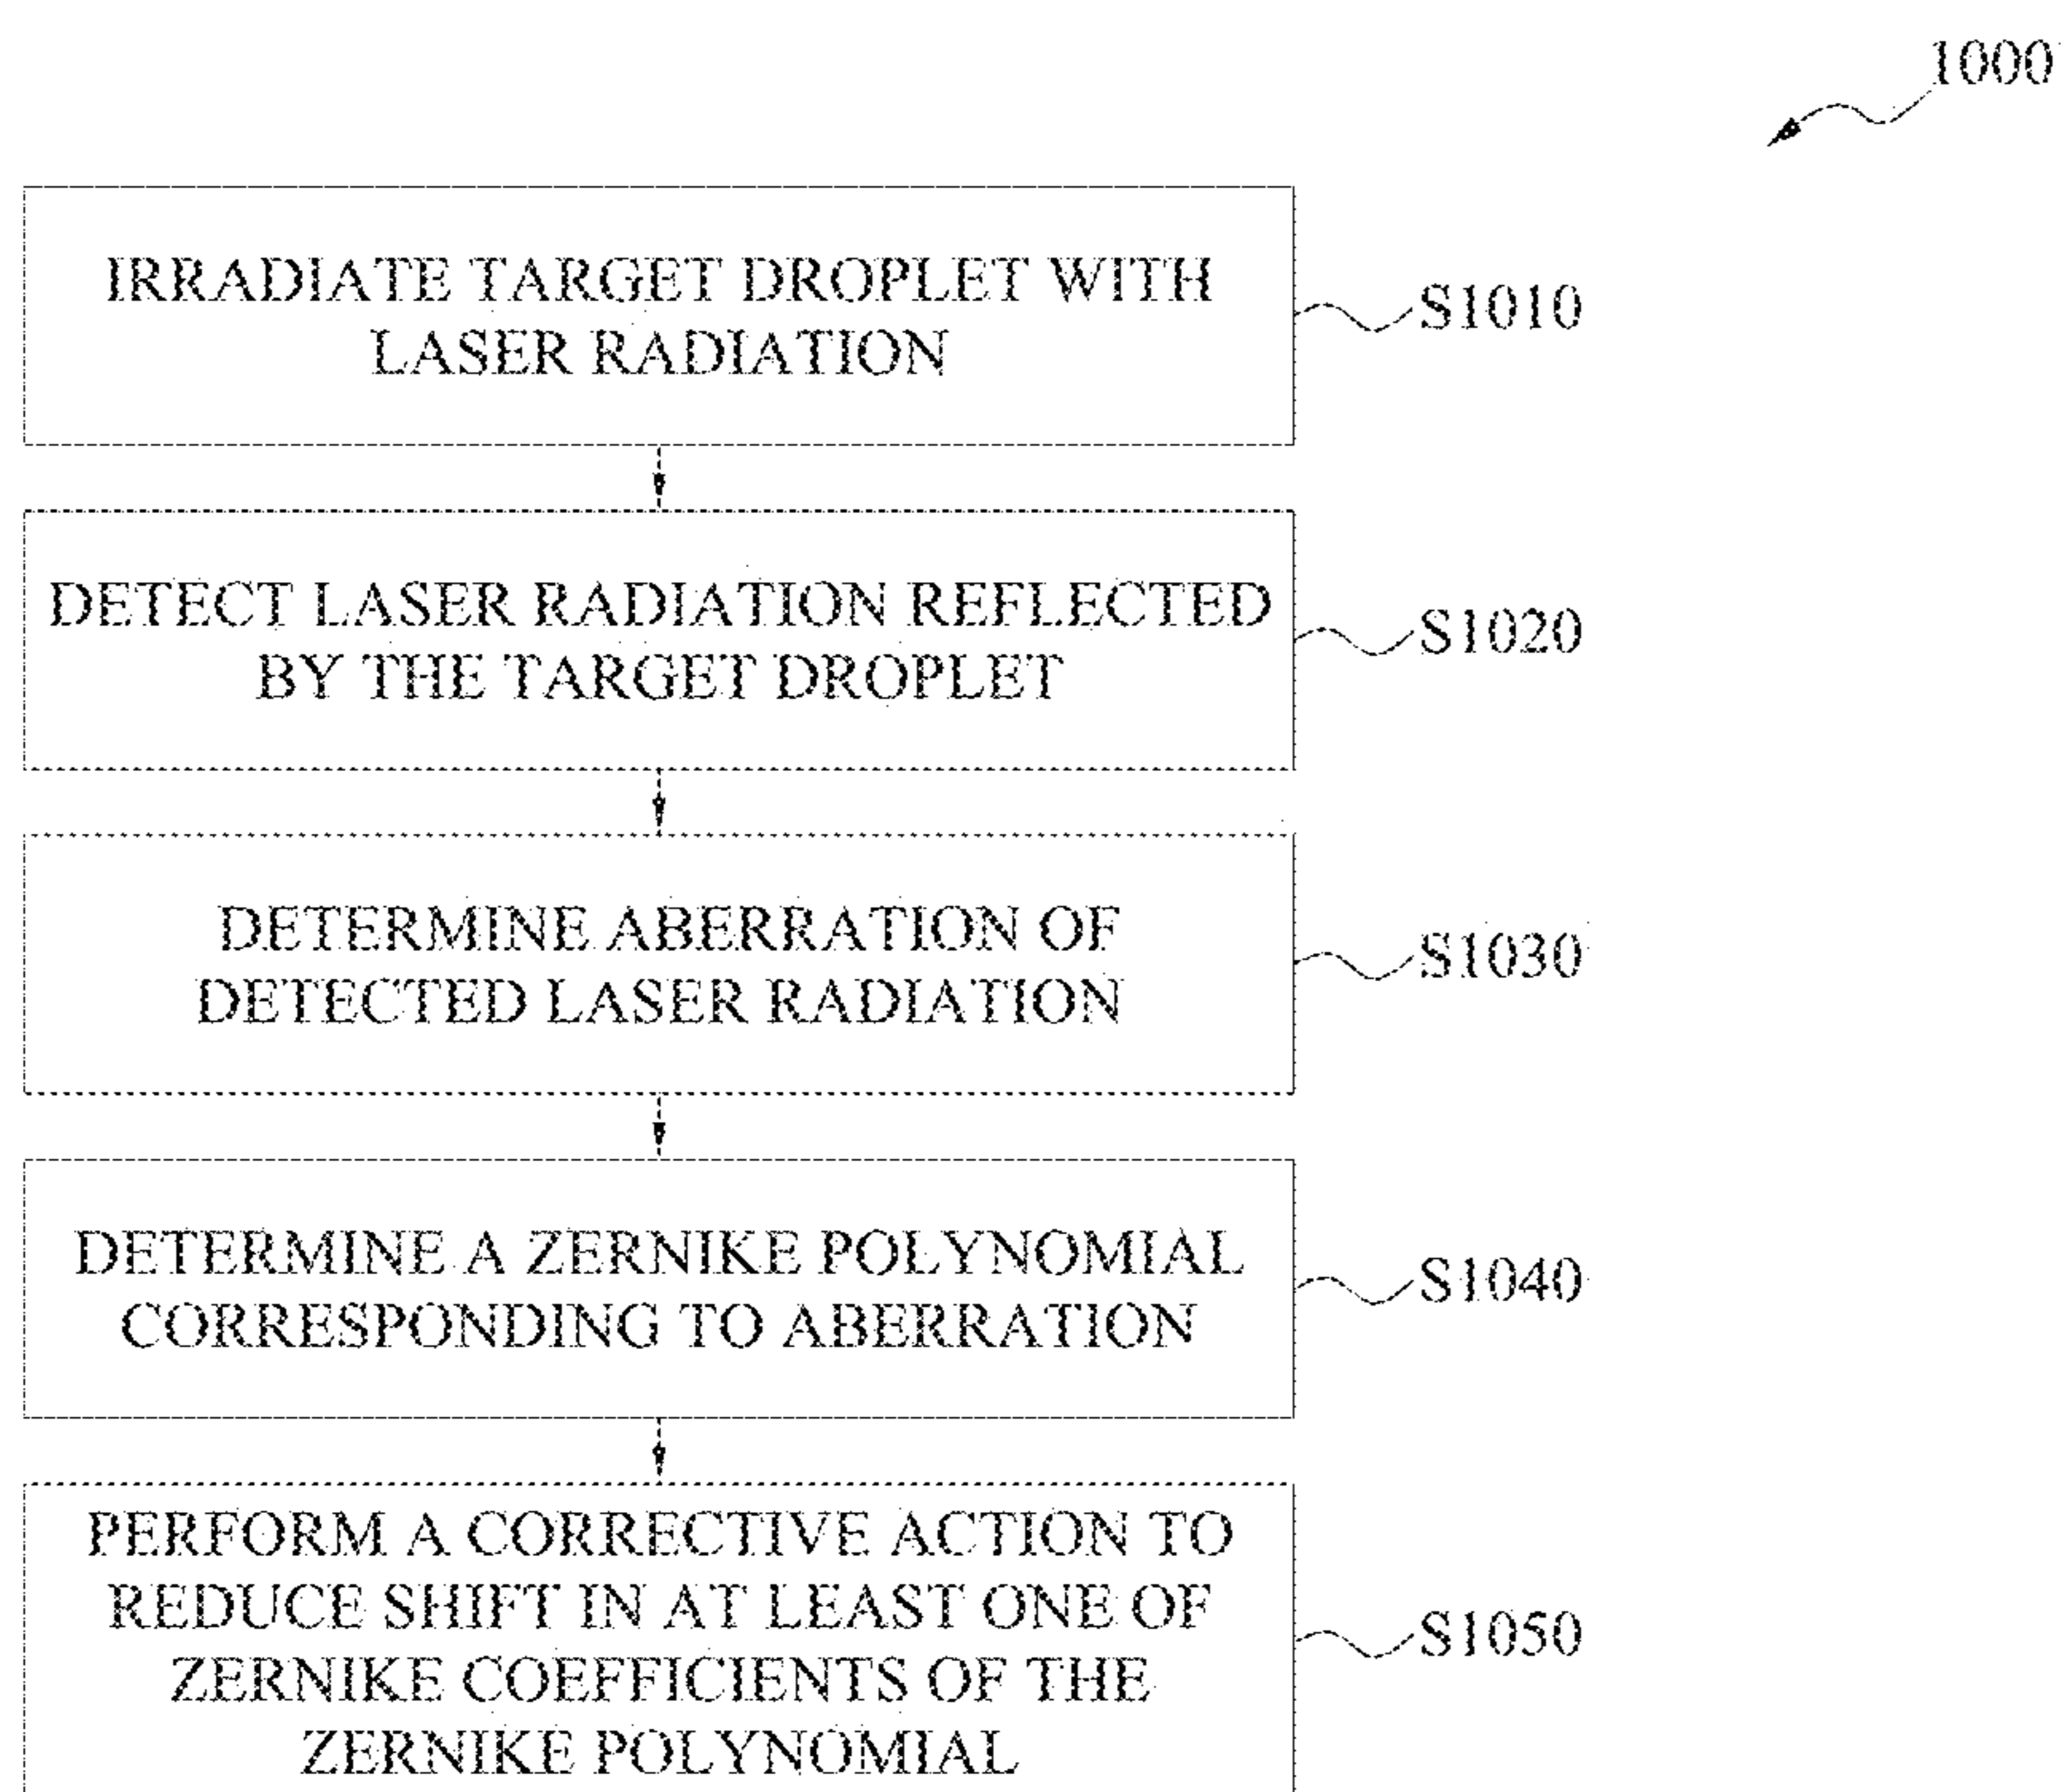 1000
IRRADIATE TARGET DROPLET WITH
LASER RADIATION
S1010
DETECT LASER RADIATION REFLECTED
BY THE TARGET DROPLET
S1020
DETERMINE ABERRATION OF
DETECTED LASER RADIATION
S1030
DETERMINE A ZERNIKE POLYNOMIAL
CORRESPONDING TO ABERRATION
S1040
PERFORM A CORRECTIVE ACTION TO
REDUCE SHIFT IN AT LEAST ONE OF
ZERNIKE COEFFICIENTS OF THE
ZERNIKE POLYNOMIAL
S1050